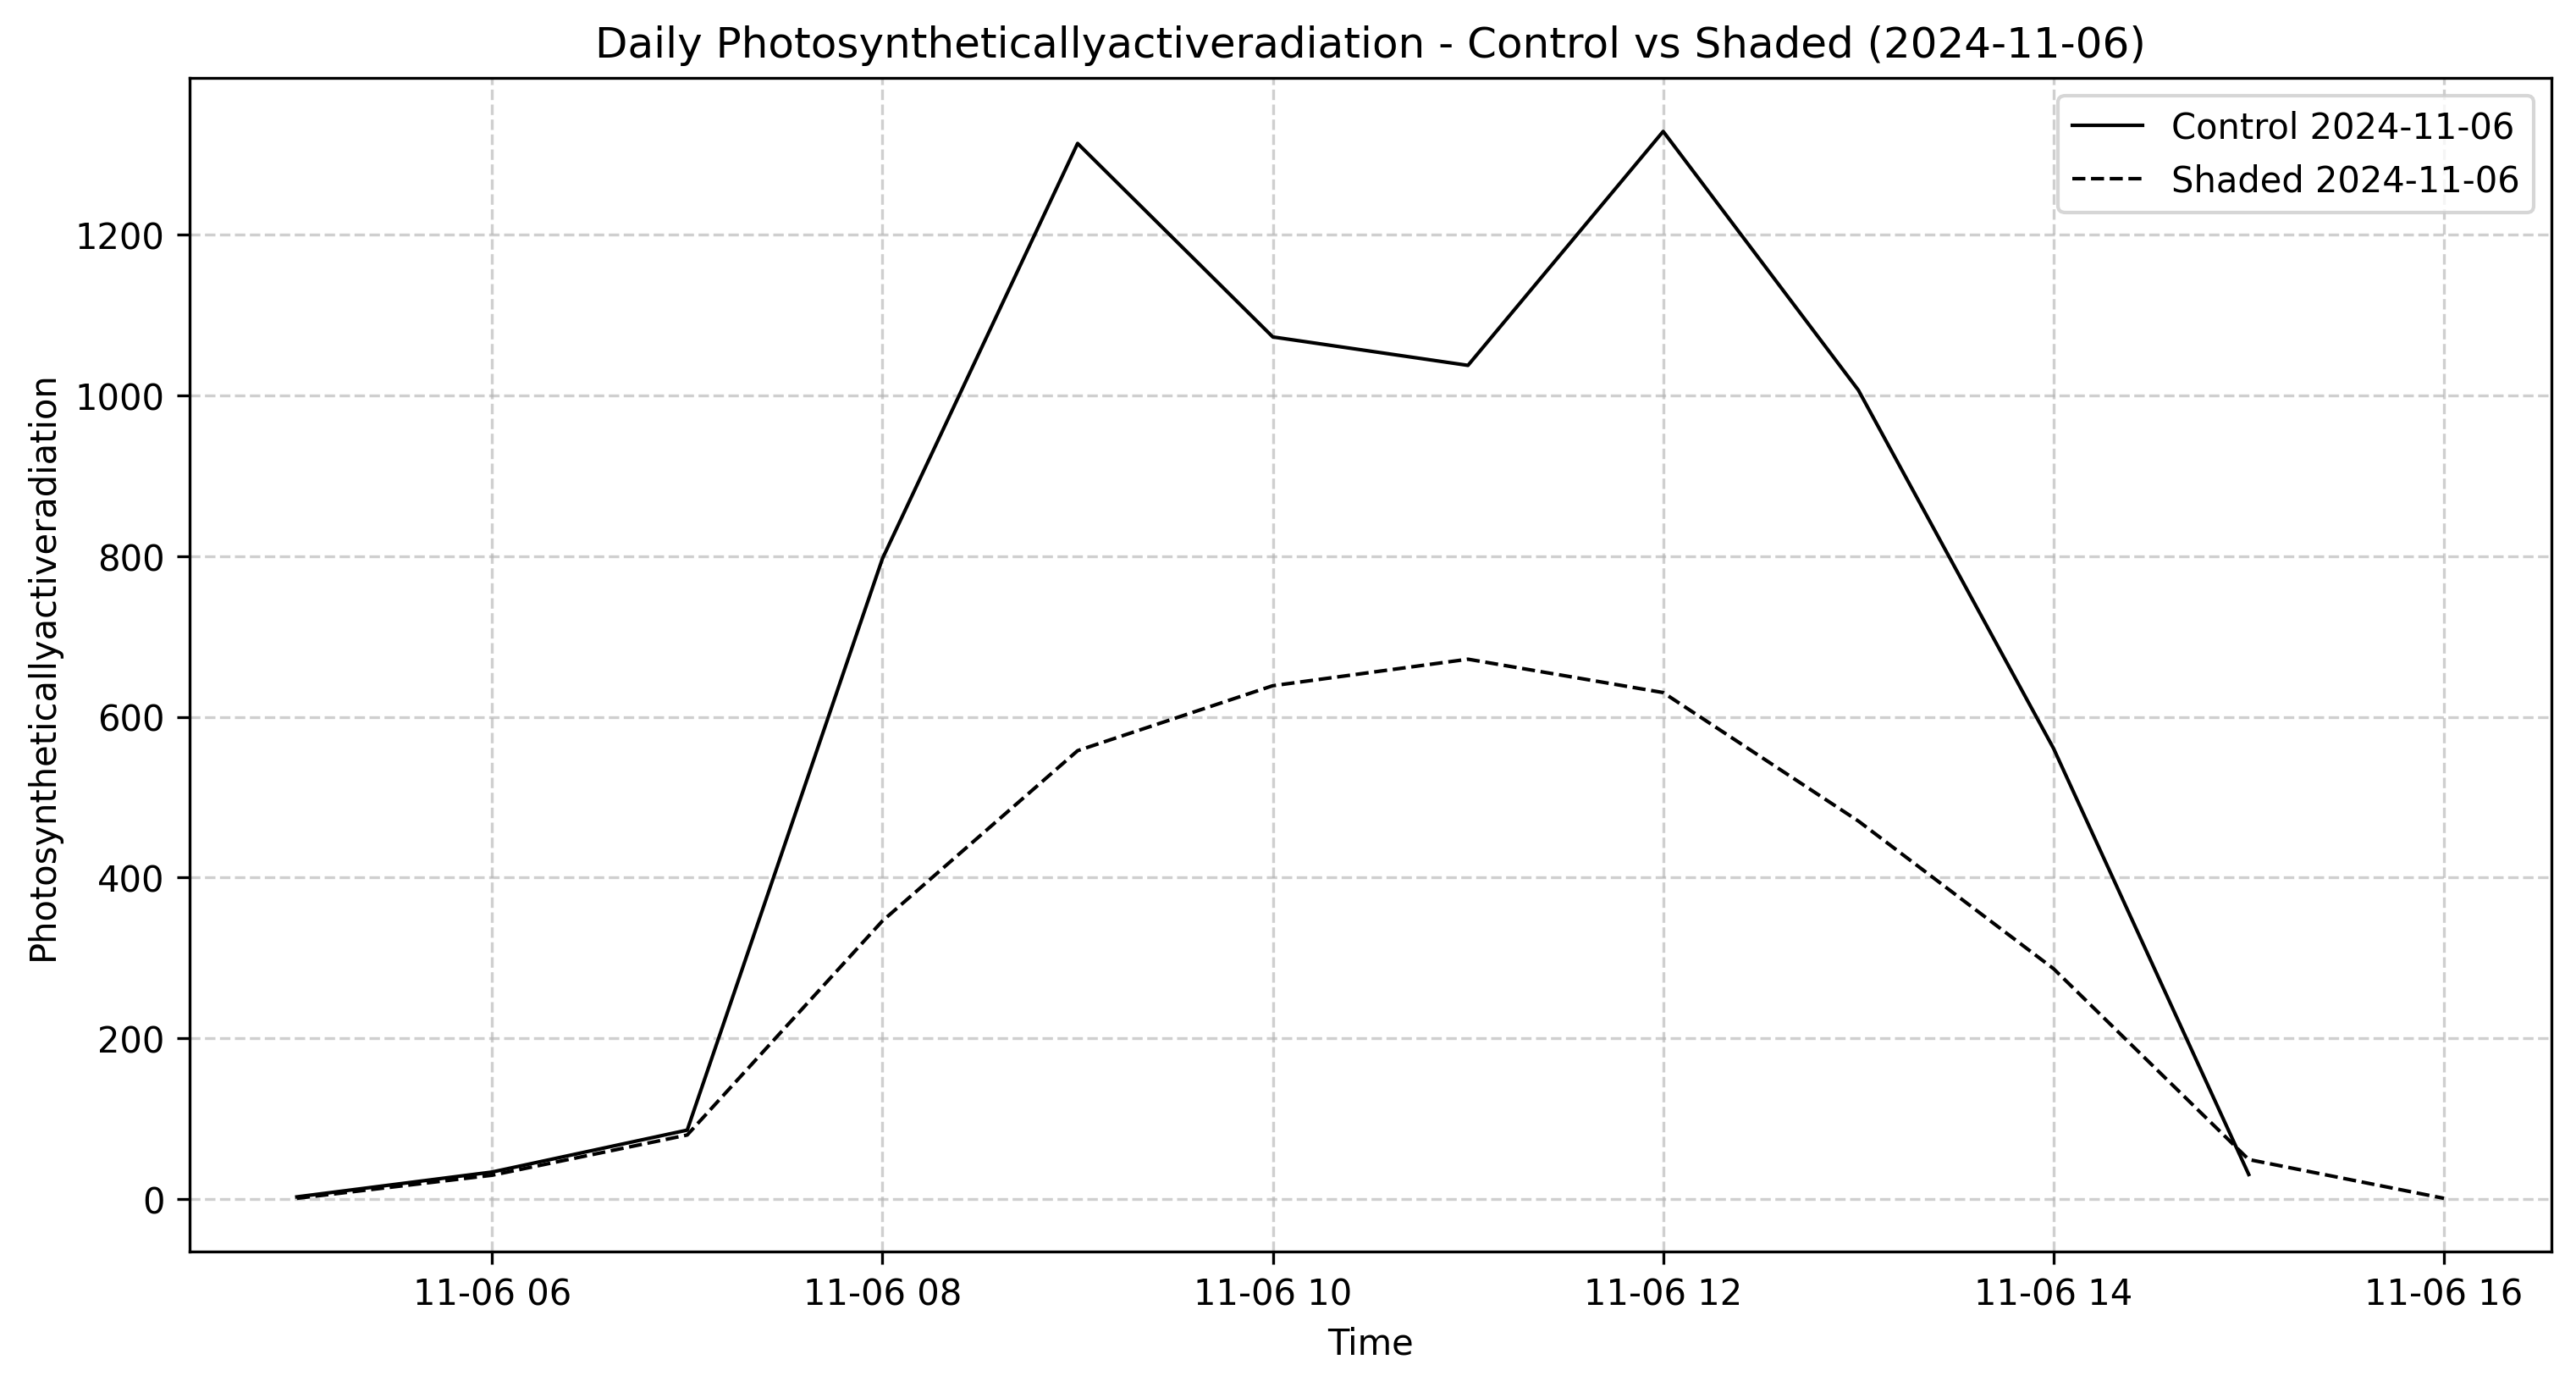 Daily Photosyntheticallyactiveradiation - Control vs Shaded (2024-11-06)
Control 2024-11-06
Shaded 2024-11-06
Photosyntheticallyactiveradiation
1200
1000
800
600
400
200
0
11-06 06
11-06 08
11-06 10
11-06 12
11-06 14
11-06 16
Time